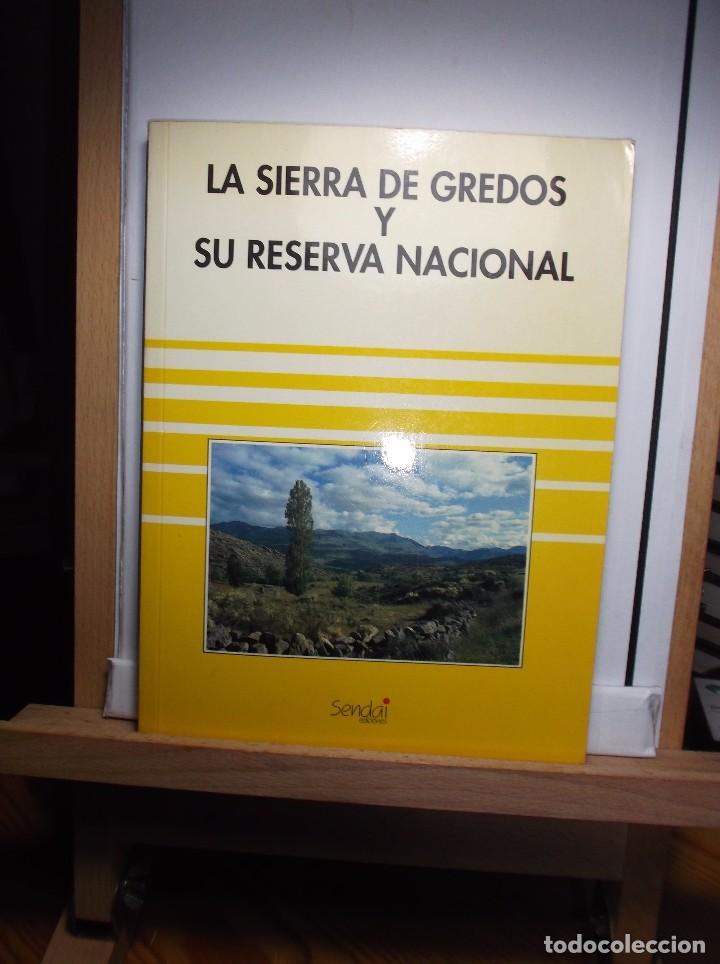 LA SIERRA DE GREDOS
Y
SU RESERVA NACIONAL
Sendai
ediciones
todocoleccion